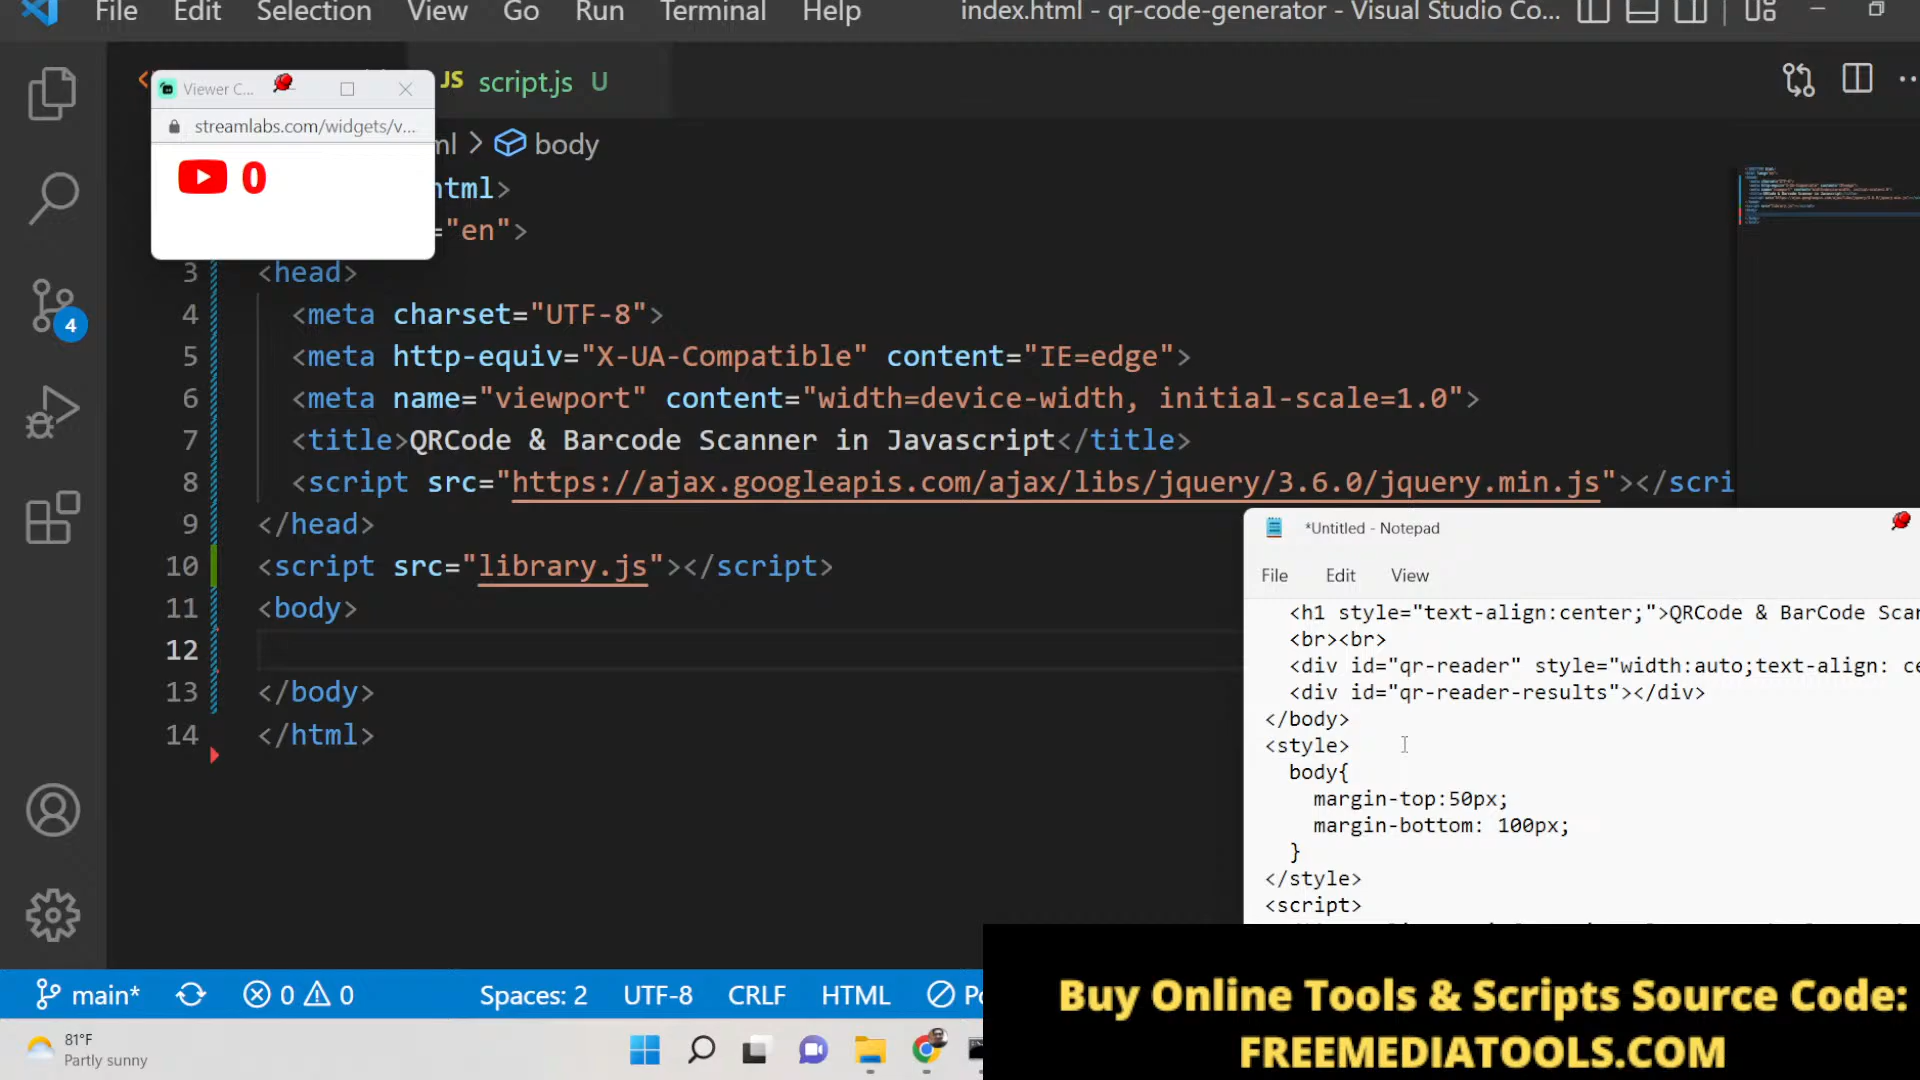 File Edit Selection View Go Run Terminal Help index.html - qr-code-generator - Visual Studio Co...
JS script.js U
Viewer C...
streamlabs.com/widgets/v...
0
ml > body
html>
="en">
3 <head>
4 <meta charset="UTF-8">
5 <meta http-equiv="X-UA-Compatible" content="IE=edge">
6 <meta name="viewport" content="width=device-width, initial-scale=1.0">
7 <title>QRCode & Barcode Scanner in Javascript</title>
8 <script src="https://ajax.googleapis.com/ajax/libs/jquery/3.6.0/jquery.min.js"></scri
9 </head>
10 <script src="library.js"></script>
11 <body>
12
13 </body>
14 </html>
4
*Untitled - Notepad
File Edit View
<h1 style="text-align:center;">QRCode & BarCode Scan
<br><br>
<div id="qr-reader" style="width:auto;text-align: ce
<div id="qr-reader-results"></div>
</body>
<style>
body{
margin-top:50px;
margin-bottom: 100px;
}
</style>
<script>
main* 0 0 Spaces: 2 UTF-8 CRLF HTML
81°F
Partly sunny
Buy Online Tools & Scripts Source Code:
FREEMEDIATOOLS.COM